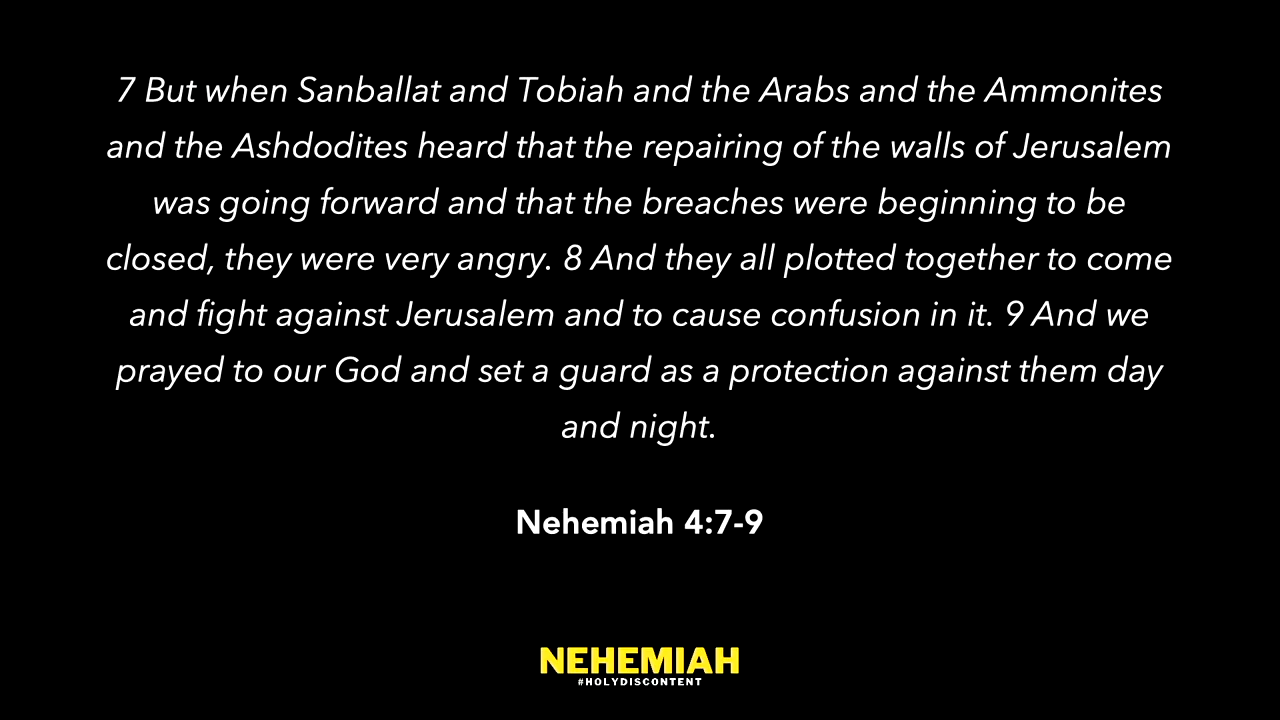 7 But when Sanballat and Tobiah and the Arabs and the Ammonites
and the Ashdodites heard that the repairing of the walls of Jerusalem
was going forward and that the breaches were beginning to be
closed, they were very angry. 8 And they all plotted together to come
and fight against Jerusalem and to cause confusion in it. 9 And we
prayed to our God and set a guard as a protection against them day
and night.
Nehemiah 4:7-9
NEHEMIAH
#HOLYDISCONTENT